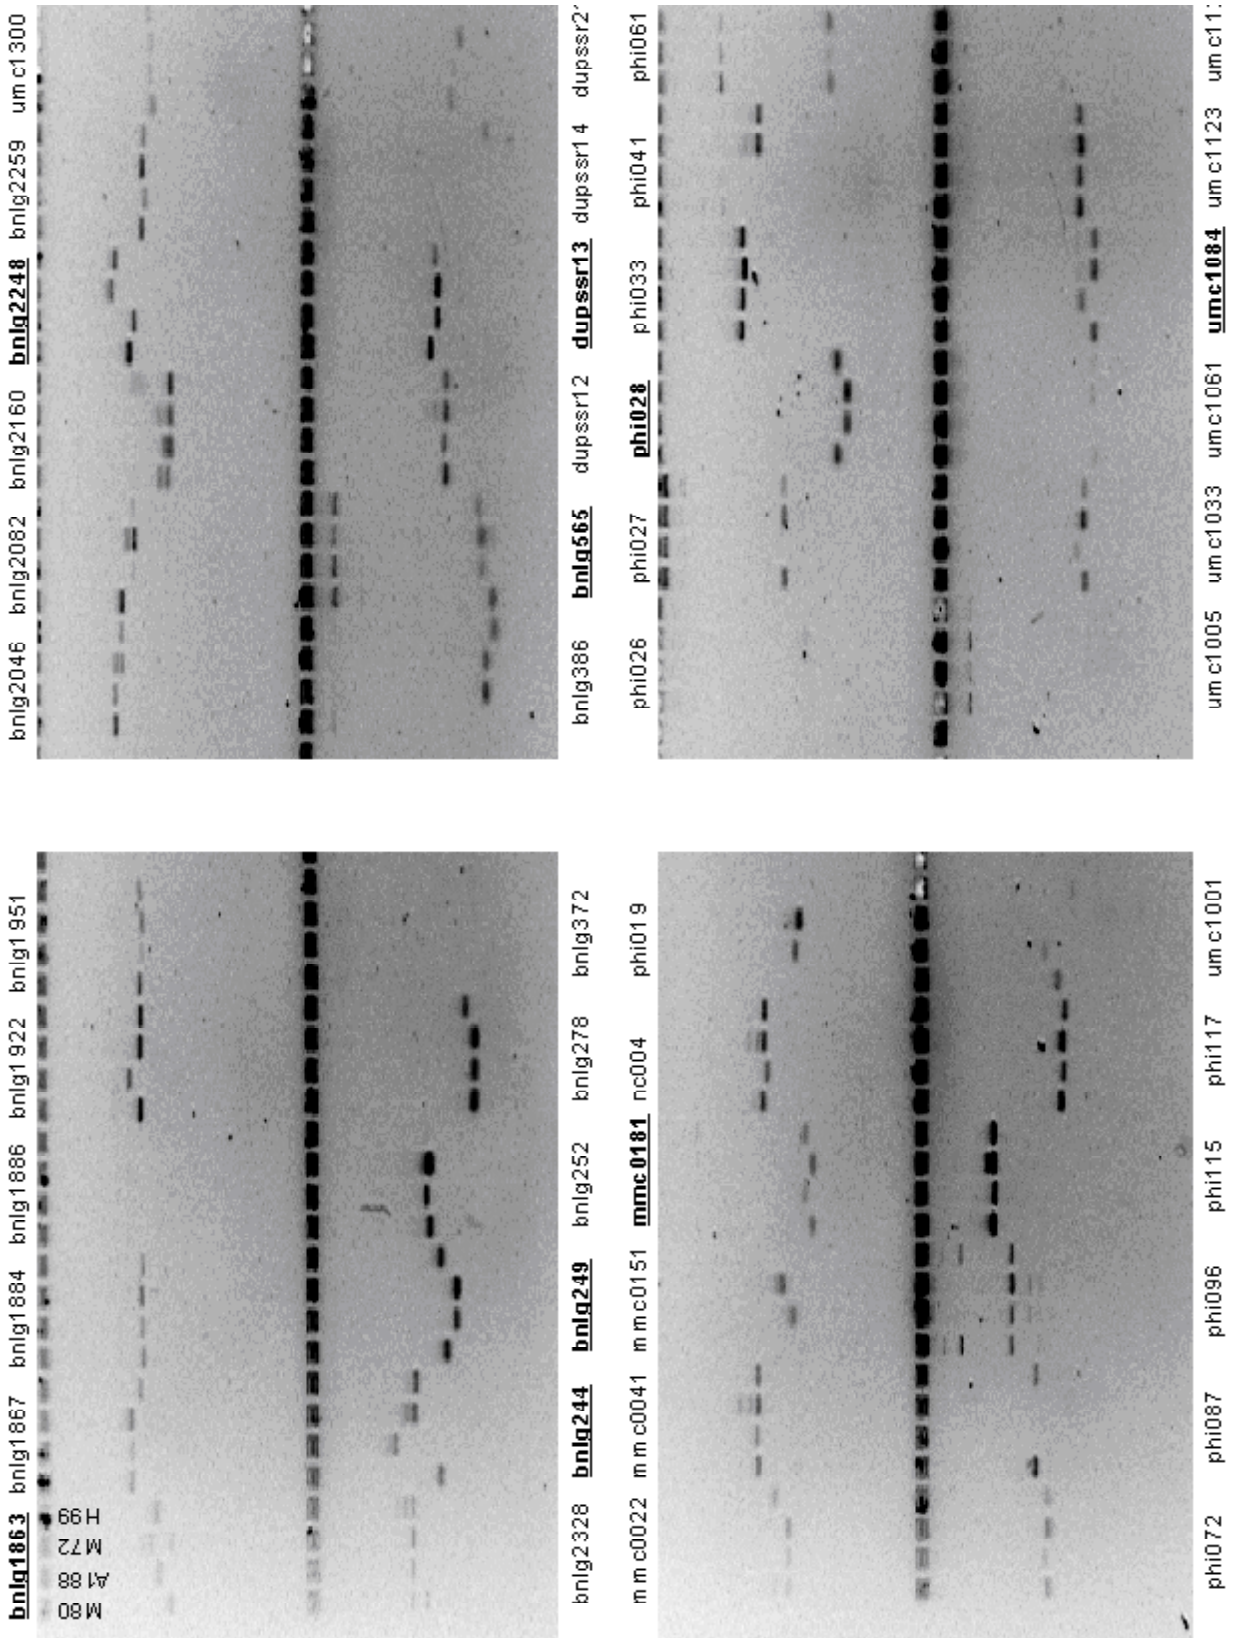 bnlg1863 bnlg1867 bnlg1884 bnlg1886 bnlg1922 bnlg1951
M80
A188
M72
H99
bnlg2328 bnlg244 bnlg249 bnlg252 bnlg278 bnlg372
bnlg2046 bnlg2082 bnlg2160 bnlg2248 bnlg2259 umc1300
bnlg386 bnlg565 dupssr12 dupssr13 dupssr14
mmc0022 mmc0041 mmc0151 mmc0181 nc004 phi019
phi072 phi087 phi096 phi115 phi117 umc1001
phi026 phi027 phi028 phi033 phi041 phi061
umc1005 umc1033 umc1061 umc1084 umc1123